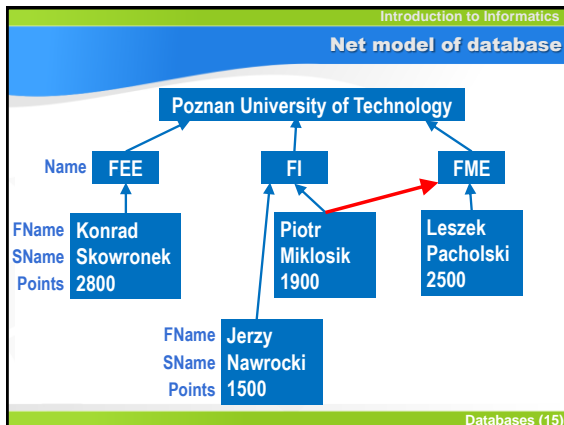 Introduction to Informatics
Net model of database
Poznan University of Technology
Name FEE FI FME
FName Konrad
SName Skowronek
Points 2800
Piotr
Miklosik
1900
Leszek
Pacholski
2500
FName Jerzy
SName Nawrocki
Points 1500
Databases (15)